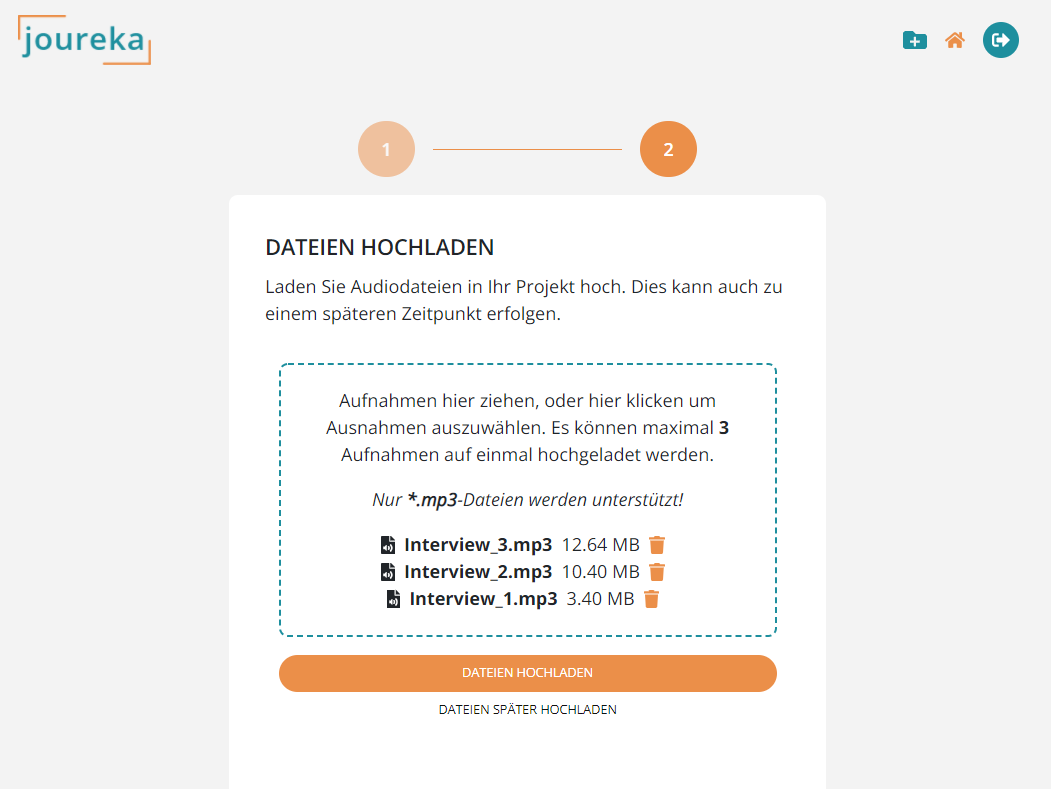 joureka
1
2
DATEIEN HOCHLADEN
Laden Sie Audiodateien in Ihr Projekt hoch. Dies kann auch zu
einem späteren Zeitpunkt erfolgen.
Aufnahmen hier ziehen, oder hier klicken um
Ausnahmen auszuwählen. Es können maximal 3
Aufnahmen auf einmal hochgeladet werden.
Nur *.mp3-Dateien werden unterstützt!
Interview_3.mp3 12.64 MB
Interview_2.mp3 10.40 MB
Interview_1.mp3 3.40 MB
DATEIEN HOCHLADEN
DATEIEN SPÄTER HOCHLADEN